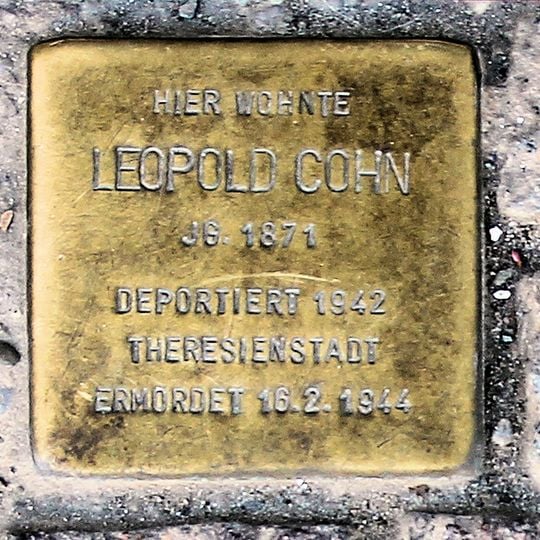 HIER WOHNTE
LEOPOLD COHN
JG. 1871
DEPORTIERT 1942
THERESIENSTADT
ERMORDET 16.2.1944